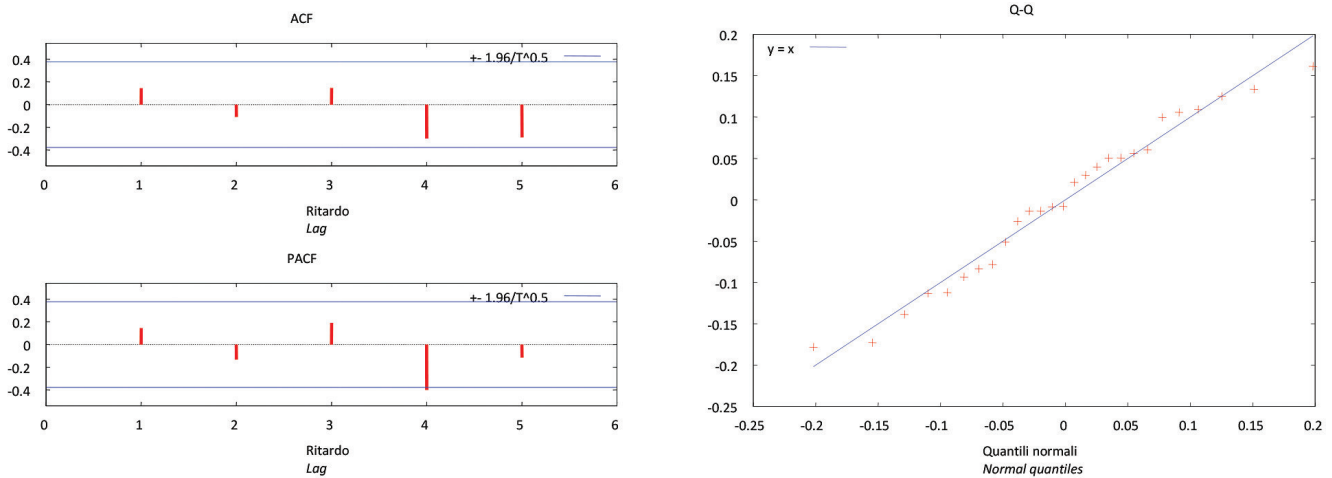 ACF
+- 1.96/T^0.5
0.4
0.2
0
-0.2
-0.4
0 1 2 3 4 5 6
Ritardo
Lag
PACF
+- 1.96/T^0.5
0.4
0.2
0
-0.2
-0.4
0 1 2 3 4 5 6
Ritardo
Lag
Q-Q
y = x
0.2
0.15
0.1
0.05
0
-0.05
-0.1
-0.15
-0.2
-0.25
-0.25 -0.2 -0.15 -0.1 -0.05 0 0.05 0.1 0.15 0.2
Quantili normali
Normal quantiles